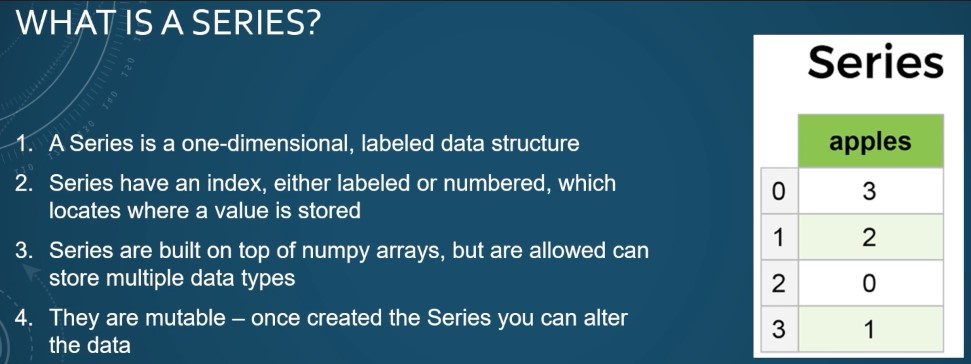 WHAT IS A SERIES?
1. A Series is a one-dimensional, labeled data structure
2. Series have an index, either labeled or numbered, which
locates where a value is stored
3. Series are built on top of numpy arrays, but are allowed can
store multiple data types
4. They are mutable – once created the Series you can alter
the data
Series
apples
0 3
1 2
2 0
3 1